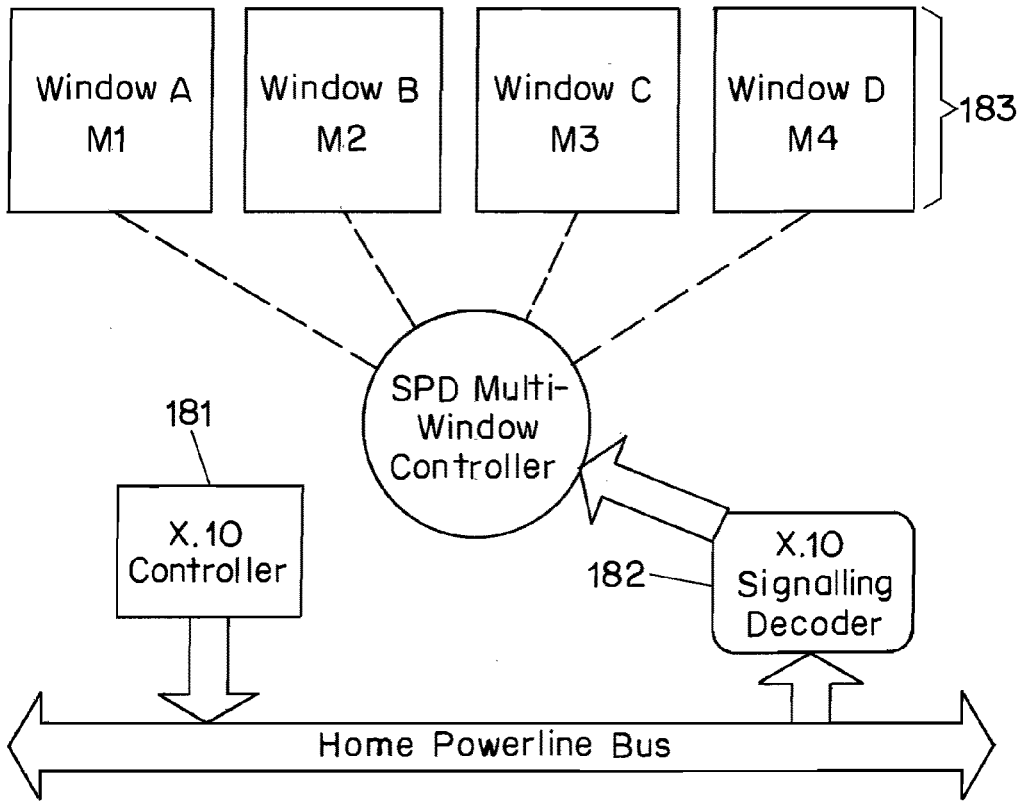 Window A
M1
Window B
M2
Window C
M3
Window D
M4
183
SPD Multi-
Window
Controller
181
X.10
Controller
182
X.10
Signalling
Decoder
Home Powerline Bus